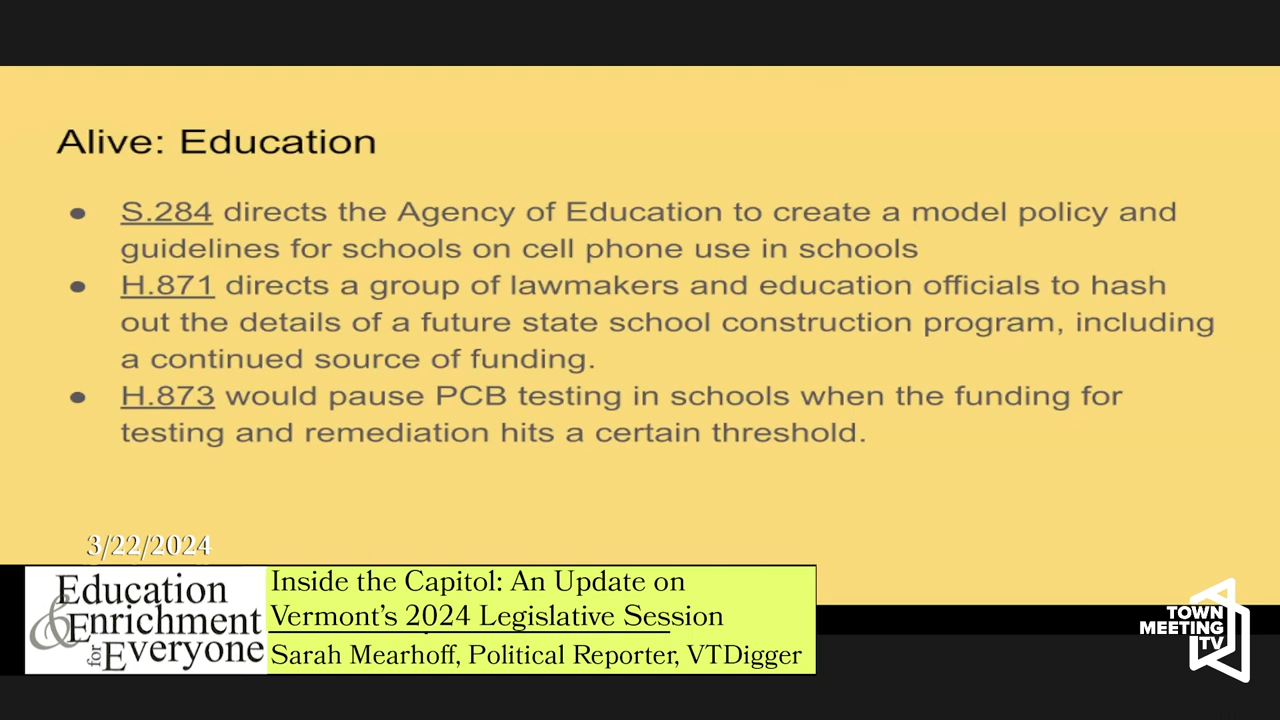 Alive: Education
● S.284 directs the Agency of Education to create a model policy and
guidelines for schools on cell phone use in schools
● H.871 directs a group of lawmakers and education officials to hash
out the details of a future state school construction program, including
a continued source of funding.
● H.873 would pause PCB testing in schools when the funding for
testing and remediation hits a certain threshold.
3/22/2024
Education
& Enrichment
for Everyone
Inside the Capitol: An Update on
Vermont's 2024 Legislative Session
Sarah Mearhoff, Political Reporter, VTDigger
TOWN
MEETING
TV